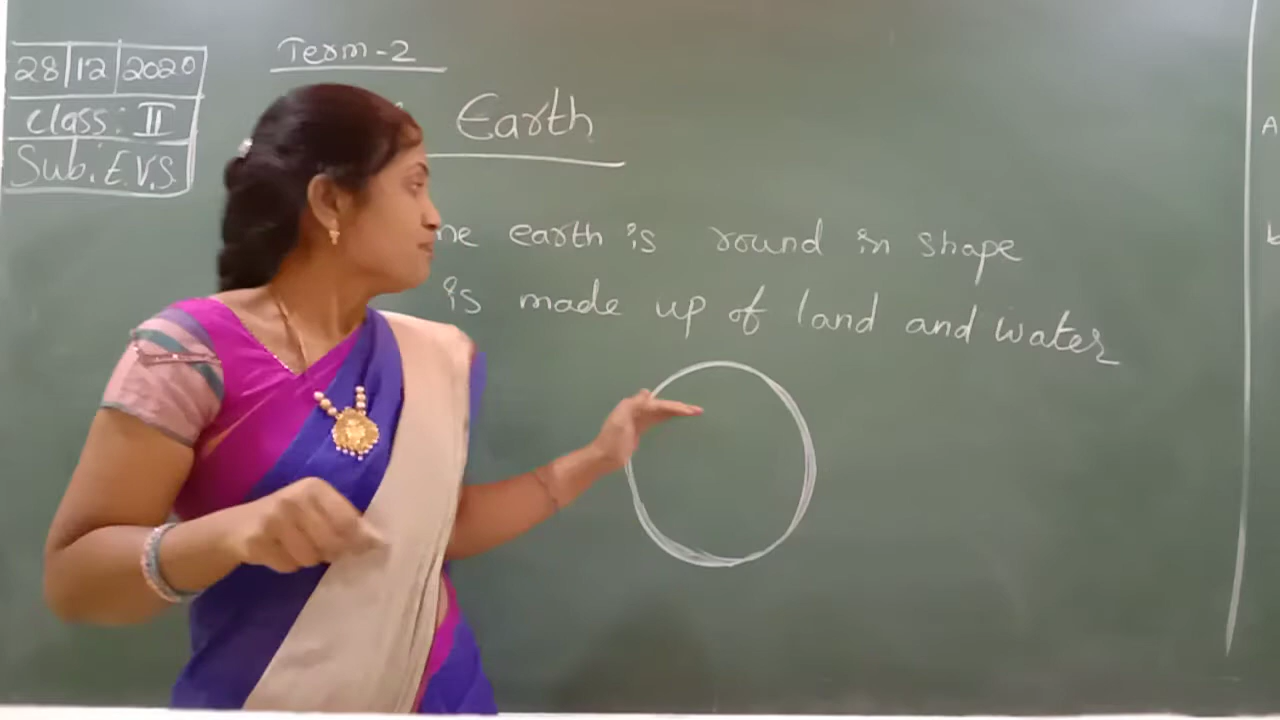 28 12 2020
Class: II
Sub: E.V.S.
Term-2
Earth
earth is round in shape
is made up of land and water
A